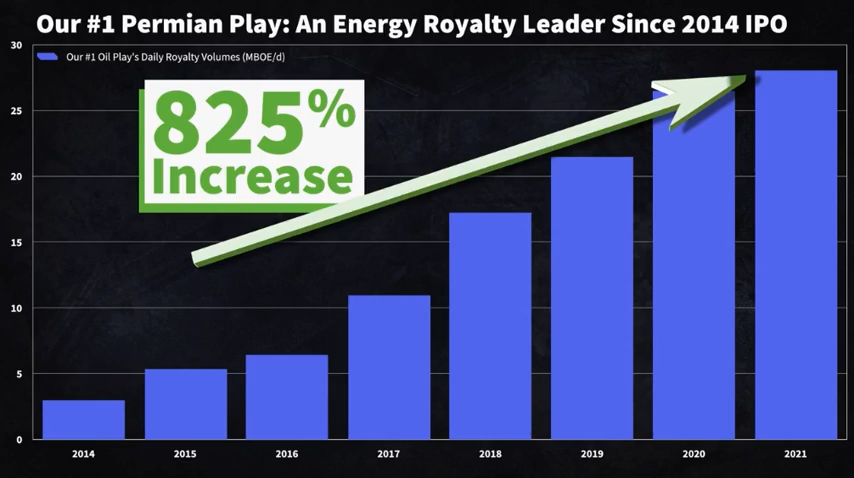 Our #1 Permian Play: An Energy Royalty Leader Since 2014 IPO
30
Our #1 Oil Play's Daily Royalty Volumes (MBOE/d)
825%
Increase
25
20
15
10
5
0
2014 2015 2016 2017 2018 2019 2020 2021